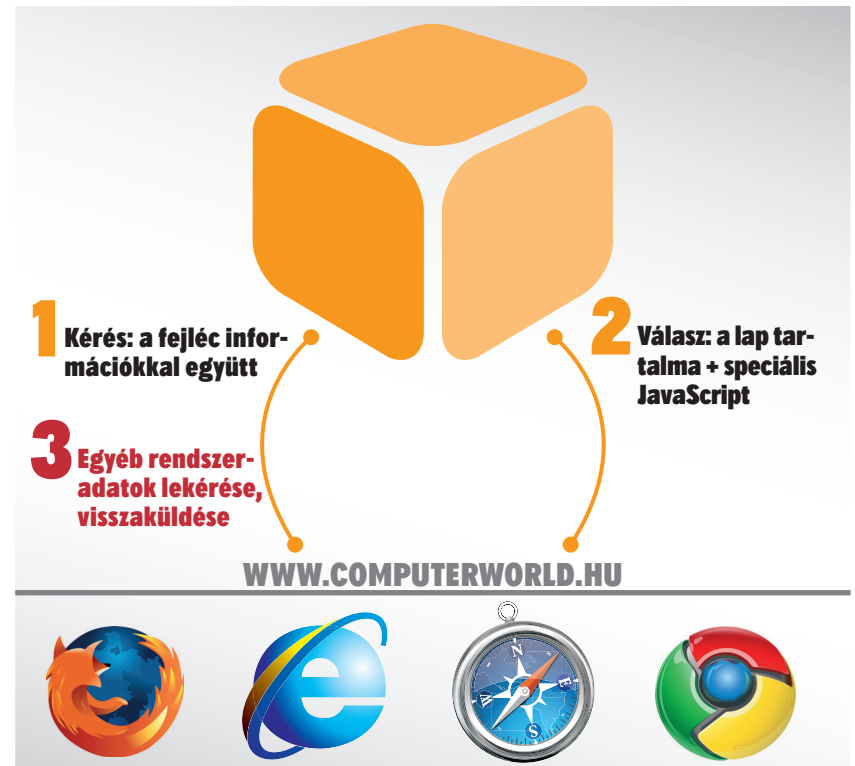 1
Kérés: a fejléc infor-
mációkkal együtt
2
Válasz: a lap tar-
talma + speciális
JavaScript
3
Egyéb rendszer-
adatok lekérése,
visszaküldése
WWW.COMPUTERWORLD.HU
N
E
S
W